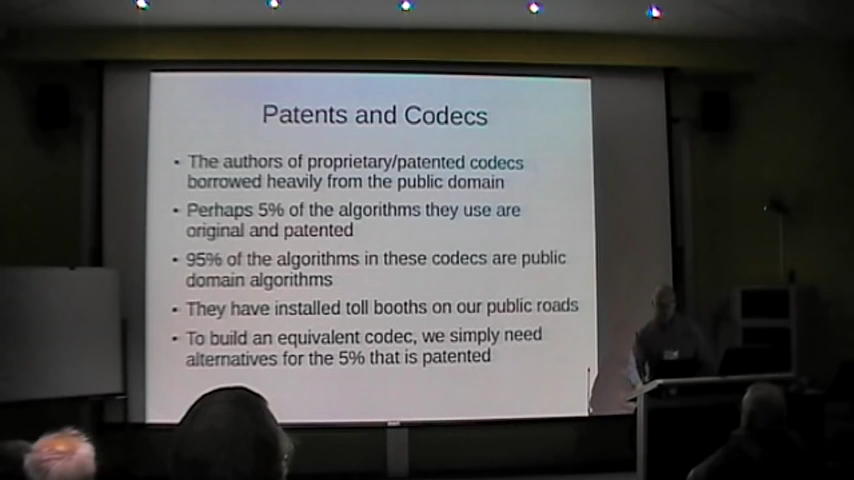 Patents and Codecs
• The authors of proprietary/patented codecs
borrowed heavily from the public domain
• Perhaps 5% of the algorithms they use are
original and patented
• 95% of the algorithms in these codecs are public
domain algorithms
• They have installed toll booths on our public roads
• To build an equivalent codec, we simply need
alternatives for the 5% that is patented